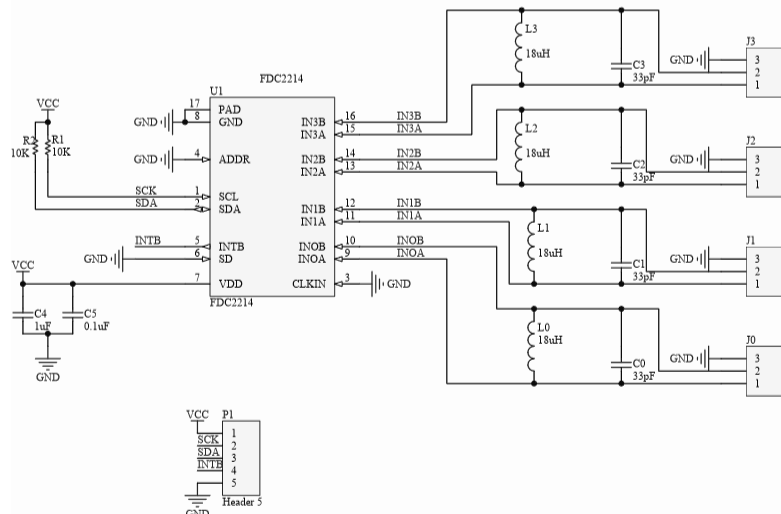 FDC2214
U1
17 PAD
GND 8 GND
GND 4 ADDR
SCK 1 SCL
SDA 2 SDA
INTB 5 INTB
GND 6 SD
7 VDD
FDC2214
IN3B 16 IN3B
IN3A 15 IN3A
IN2B 14 IN2B
IN2A 13 IN2A
IN1B 12 IN1B
IN1A 11 IN1A
INOB 10 INOB
INOA 9 INOA
CLKIN 3 GND
VCC
R2 R1
10K 10K
VCC
C4 C5
1uF 0.1uF
GND
L3
18uH
C3
33pF
J3
GND 3
2
1
L2
18uH
C2
33pF
J2
GND 3
2
1
L1
18uH
C1
33pF
J1
GND 3
2
1
L0
18uH
C0
33pF
J0
GND 3
2
1
VCC P1
1
SCK 2
SDA 3
INTB 4
5
Header 5
GND